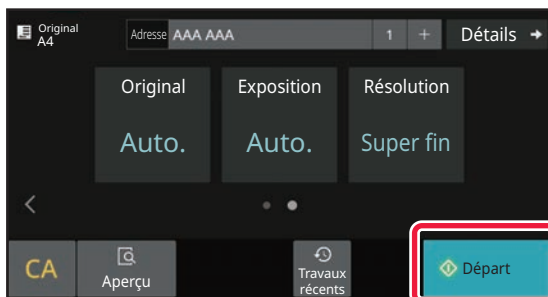 Original
A4
Adresse AAA AAA 1 + Détails
Original Exposition Résolution
Auto. Auto. Super fin
CA Aperçu Travaux
récents
Départ